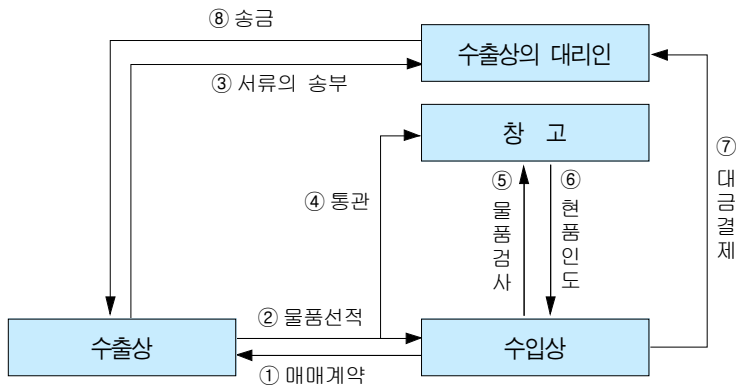 ⑧ 송금
수출상의 대리인
③ 서류의 송부
창 고
⑦ 대금결제
④ 통관
⑤ 물품검사
⑥ 현품인도
② 물품선적
수출상
수입상
① 매매계약